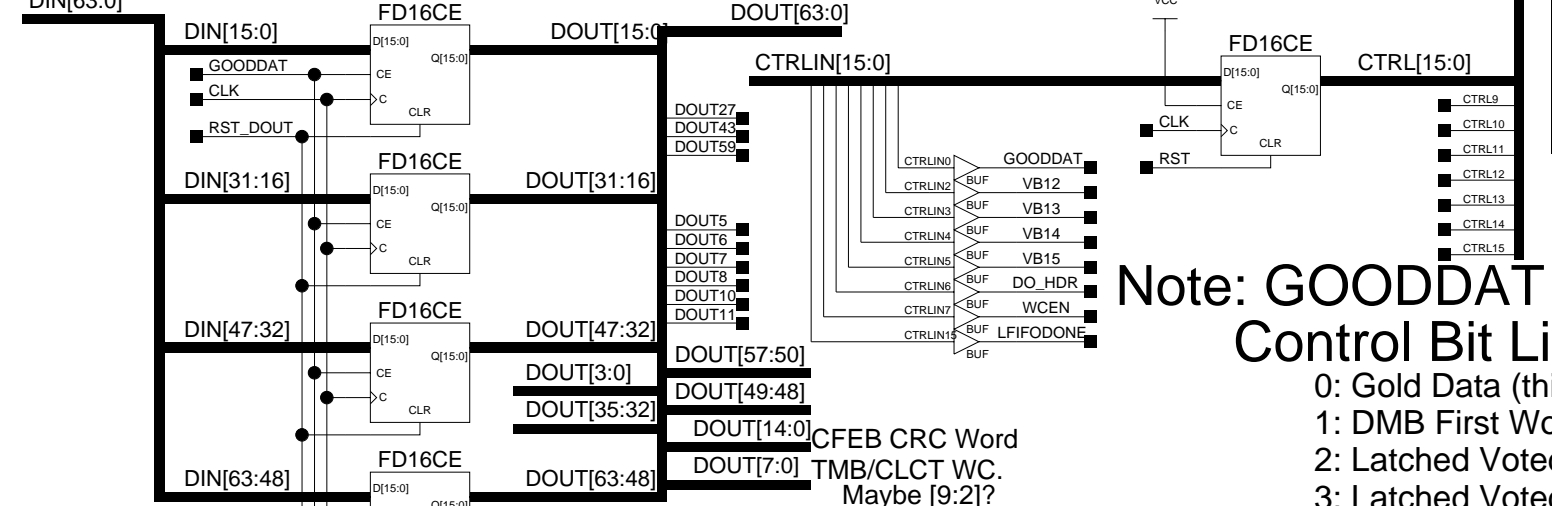 DIN[63:0]
FD16CE
DOUT[63:0]
VCC
DIN[15:0]
D[15:0]
Q[15:0]
DOUT[15:0]
GOODDAT
CE
CLK
C
CLR
RST_DOUT
CTRLIN[15:0]
FD16CE
D[15:0]
Q[15:0]
CE
CLK
C
CLR
RST
CTRL[15:0]
CTRL9
CTRL10
CTRL11
CTRL12
CTRL13
CTRL14
CTRL15
DOUT27
DOUT43
DOUT59
CTRLIN0
BUF
GOODDAT
CTRLIN2
BUF
VB12
CTRLIN3
BUF
VB13
CTRLIN4
BUF
VB14
CTRLIN5
BUF
VB15
CTRLIN6
BUF
DO_HDR
CTRLIN7
BUF
WCEN
CTRLIN15
BUF
LFIFODONE
FD16CE
DIN[31:16]
D[15:0]
Q[15:0]
CE
C
CLR
DOUT[31:16]
DOUT5
DOUT6
DOUT7
DOUT8
DOUT10
DOUT11
FD16CE
DIN[47:32]
D[15:0]
Q[15:0]
CE
C
CLR
DOUT[47:32]
DOUT[3:0]
DOUT[35:32]
DOUT[57:50]
DOUT[49:48]
DOUT[14:0]
CFEB CRC Word
DOUT[7:0]
TMB/CLCT WC.
Maybe [9:2]?
FD16CE
DIN[63:48]
D[15:0]
Q[15:0]
DOUT[63:48]
Note: GOODDAT
Control Bit Li
0: Gold Data (thi
1: DMB First Wo
2: Latched Voted
3: Latched Voted